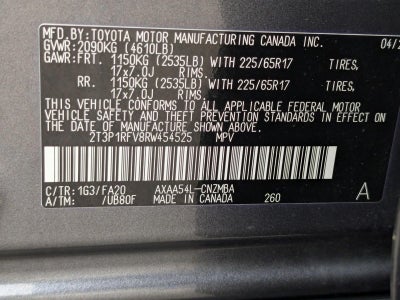 MFD.BY:TOYOTA MOTOR MANUFACTURING CANADA INC. 04/2
GVWR:2090KG (4610LB)
GAWR:FRT. 1150KG (2535LB) WITH 225/65R17 TIRES,
17x7.0J RIMS,
RR. 1150KG (2535LB) WITH 225/65R17 TIRES,
17x7.0J RIMS,
THIS VEHICLE CONFORMS TO ALL APPLICABLE FEDERAL MOTOR
VEHICLE SAFETY AND EMISSION STANDARDS IN EFFECT ON
THE DATE OF MANUFACTURE SHOWN ABOVE.
2T3P1RFV8RW454525 MPV
C/TR:1G3/FA20 AXAA54L-CNZMBA A
A/TM: /UB80F MADE IN CANADA 260